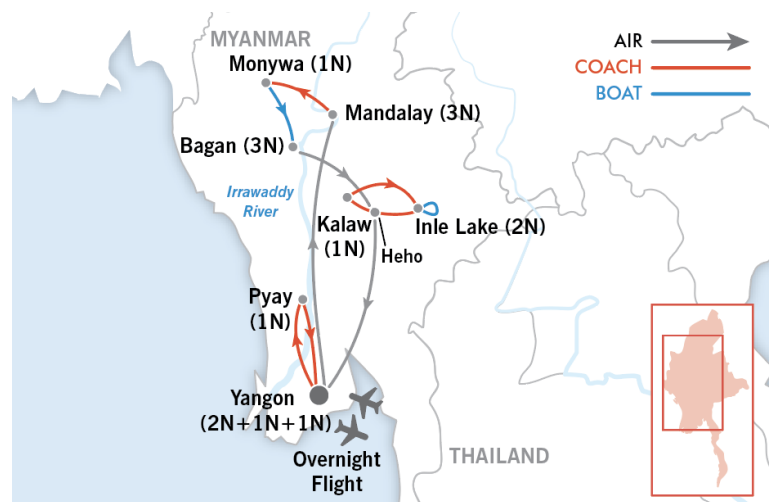 MYANMAR
AIR
COACH
BOAT
Monywa (1N)
Mandalay (3N)
Bagan (3N)
Irrawaddy
River
Kalaw
(1N)
Heho
Inle Lake (2N)
Pyay
(1N)
Yangon
(2N+1N+1N)
Overnight
Flight
THAILAND